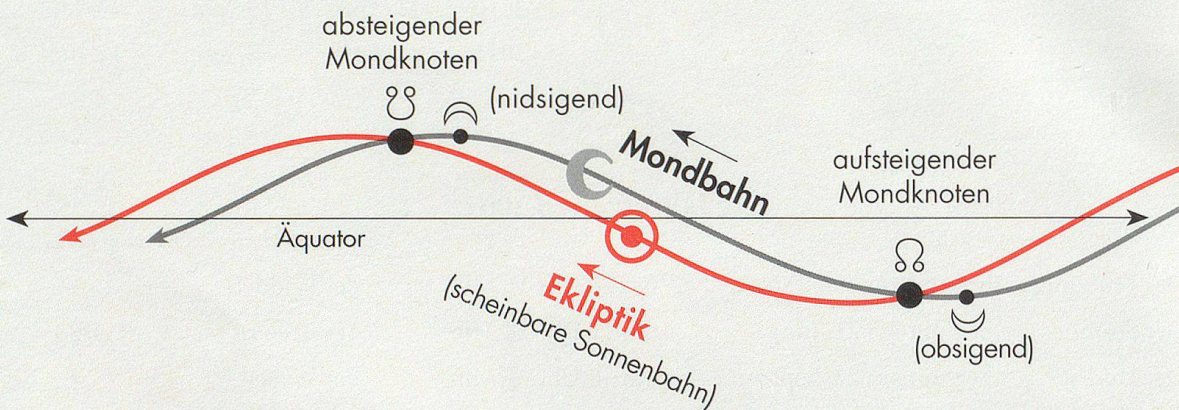 absteigender
Mondknoten
☋
(nidsigend)
Mondbahn
aufsteigender
Mondknoten
Äquator
☊
Ekliptik
(scheinbare Sonnenbahn)
(obsigend)